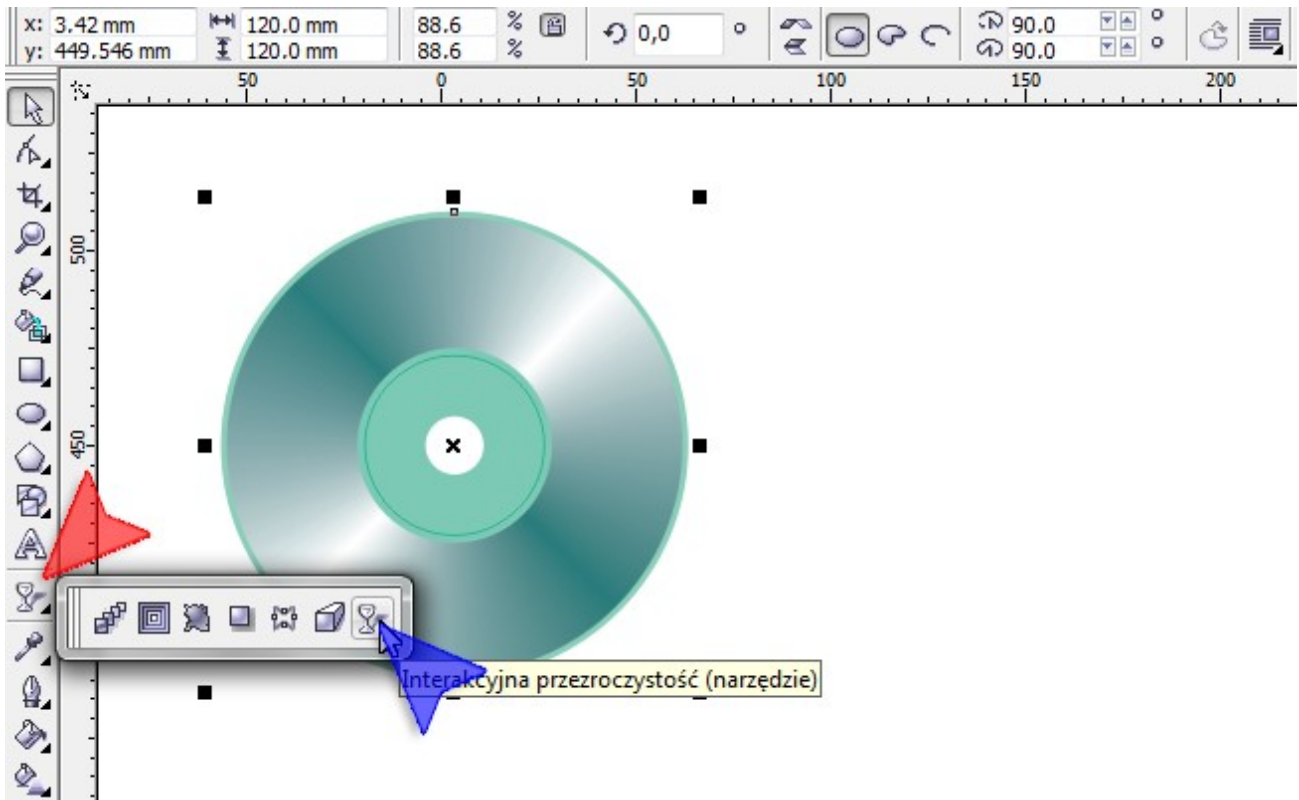 x: 3.42 mm 120.0 mm 88.6 % 0,0 ° 90.0 °
y: 449.546 mm 120.0 mm 88.6 % 90.0 °
50 0 50 100 150 200
500
450
Interakcyjna przezroczystość (narzędzie)